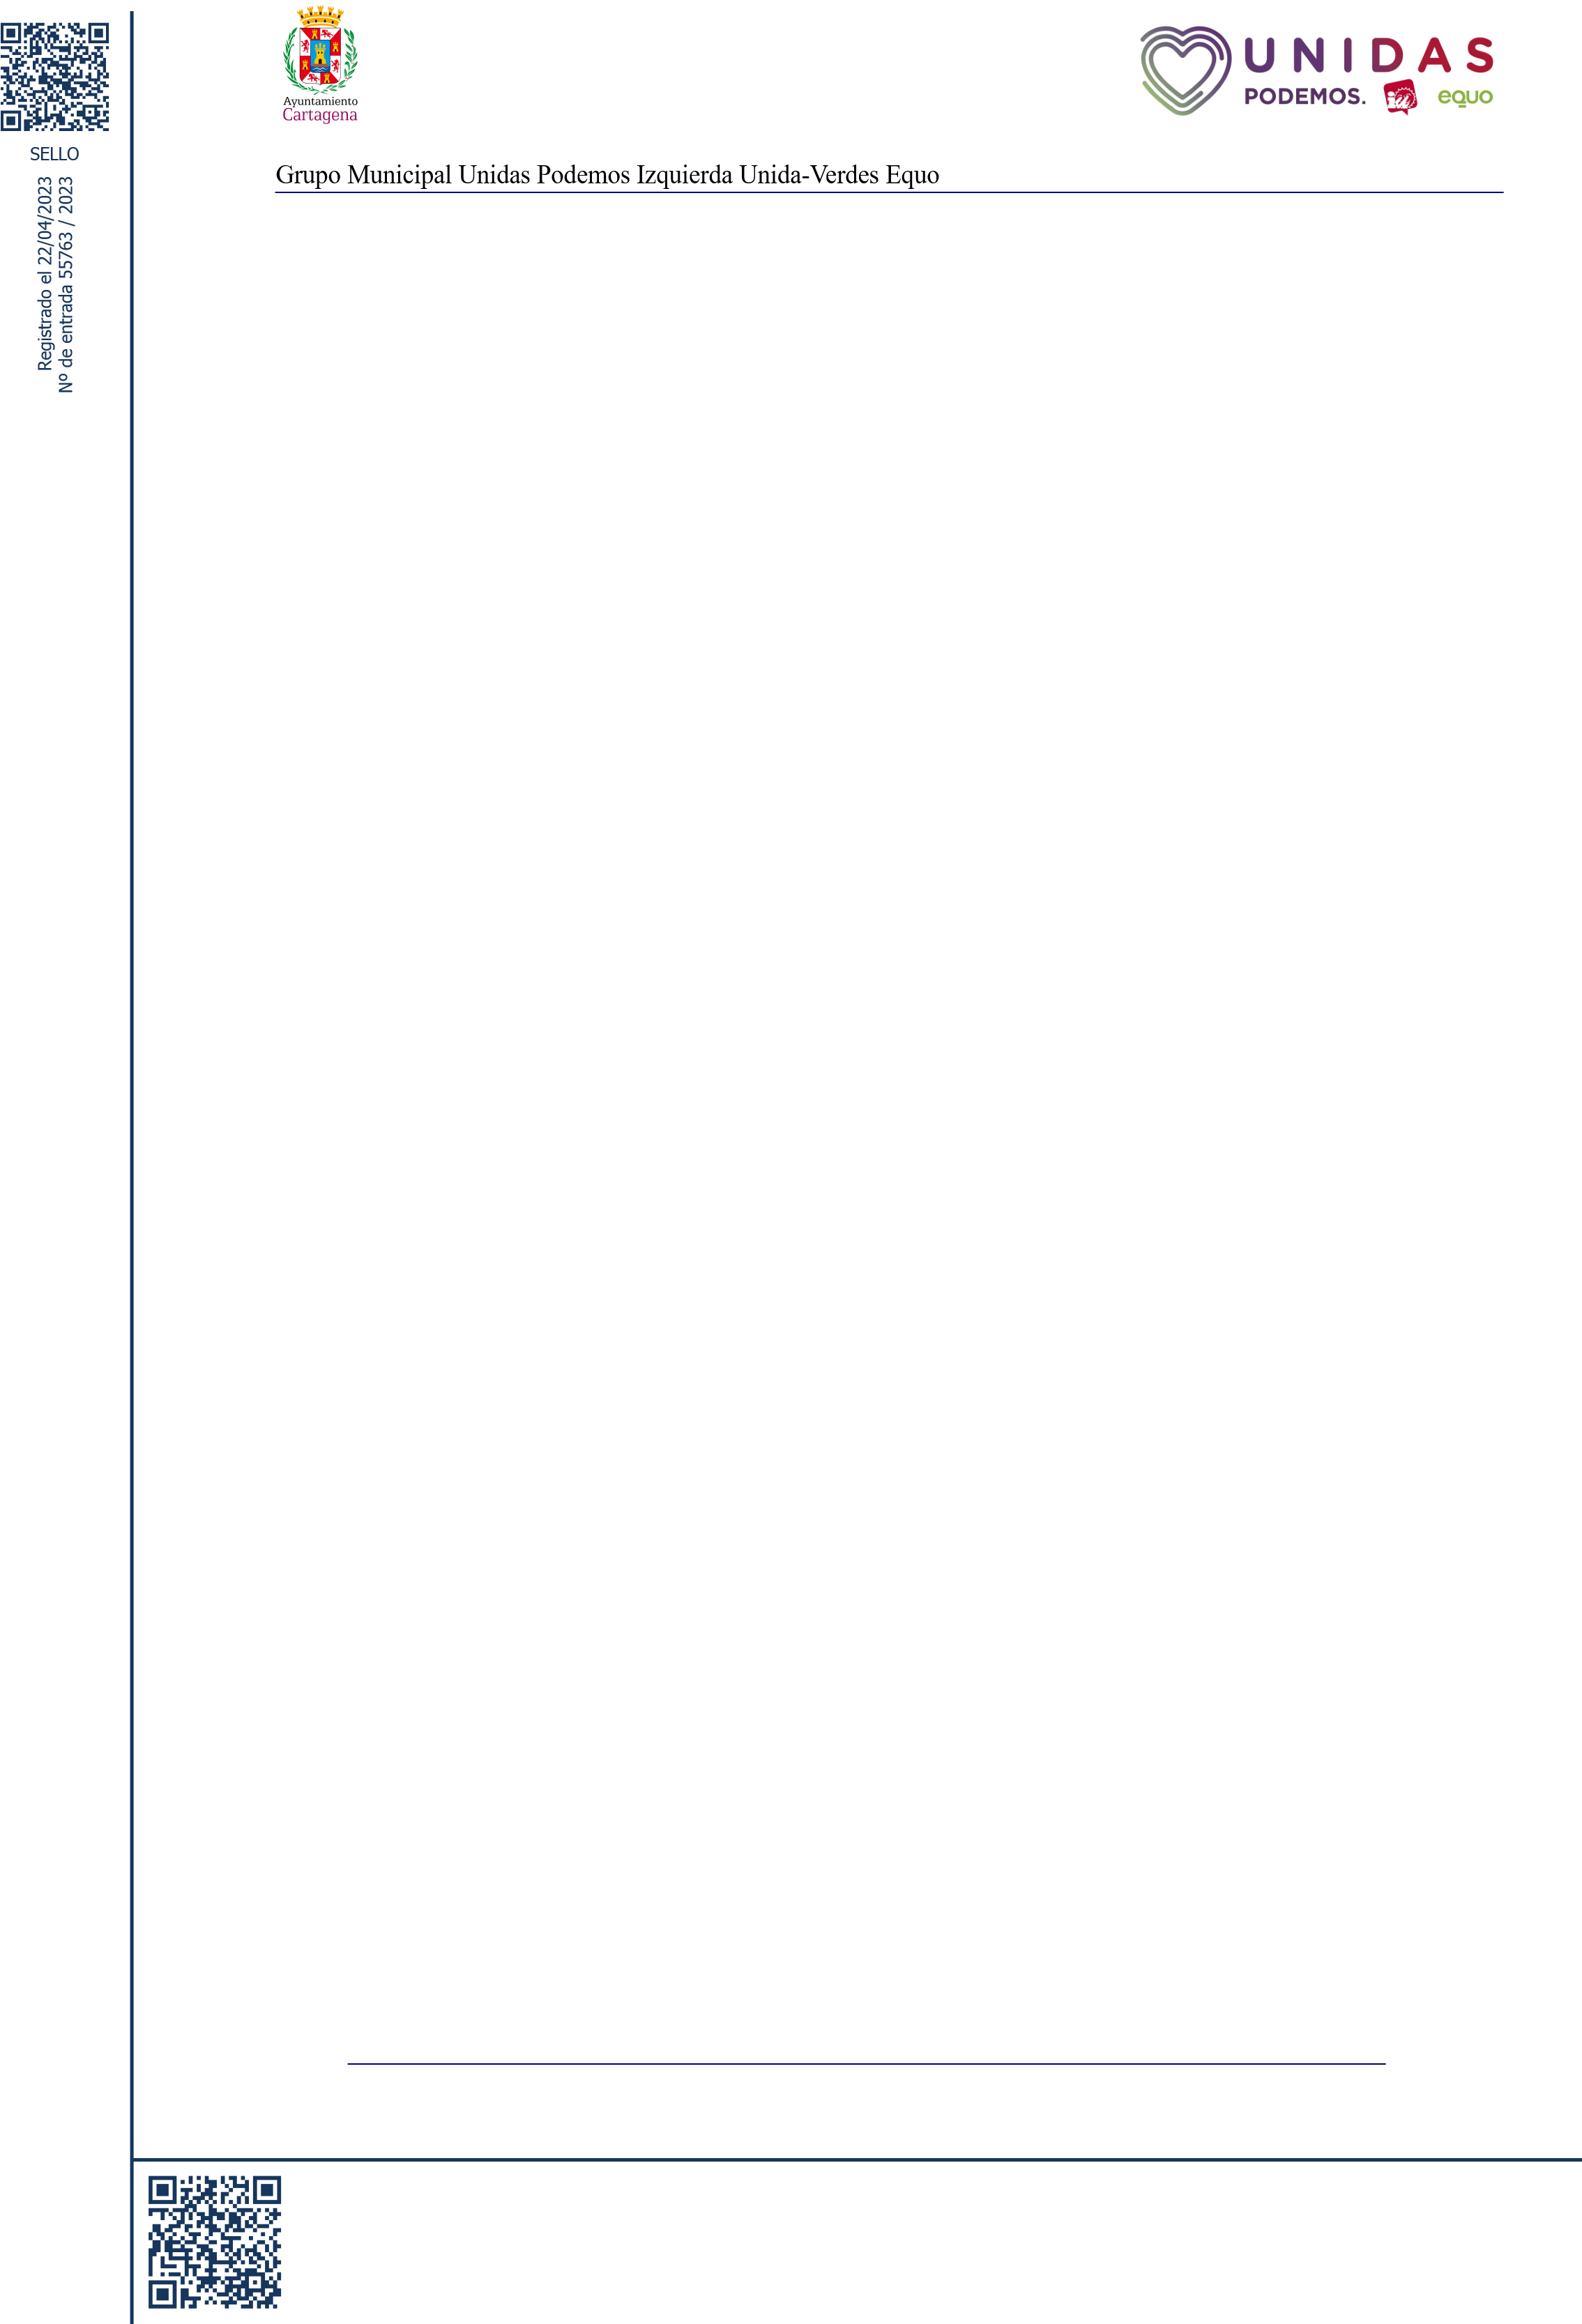 SELLO
Registrado el 22/04/2023
Nº de entrada 55763 / 2023
Ayuntamiento
Cartagena
UNIDAS
PODEMOS. iu equo
Grupo Municipal Unidas Podemos Izquierda Unida-Verdes Equo